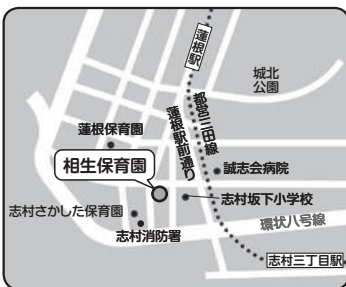 蓮根駅
城北
公園
蓮根保育園
都営三田線
蓮根駅前通り
相生保育園
誠志会病院
志村坂下小学校
志村さかした保育園
環状八号線
志村消防署
志村三丁目駅